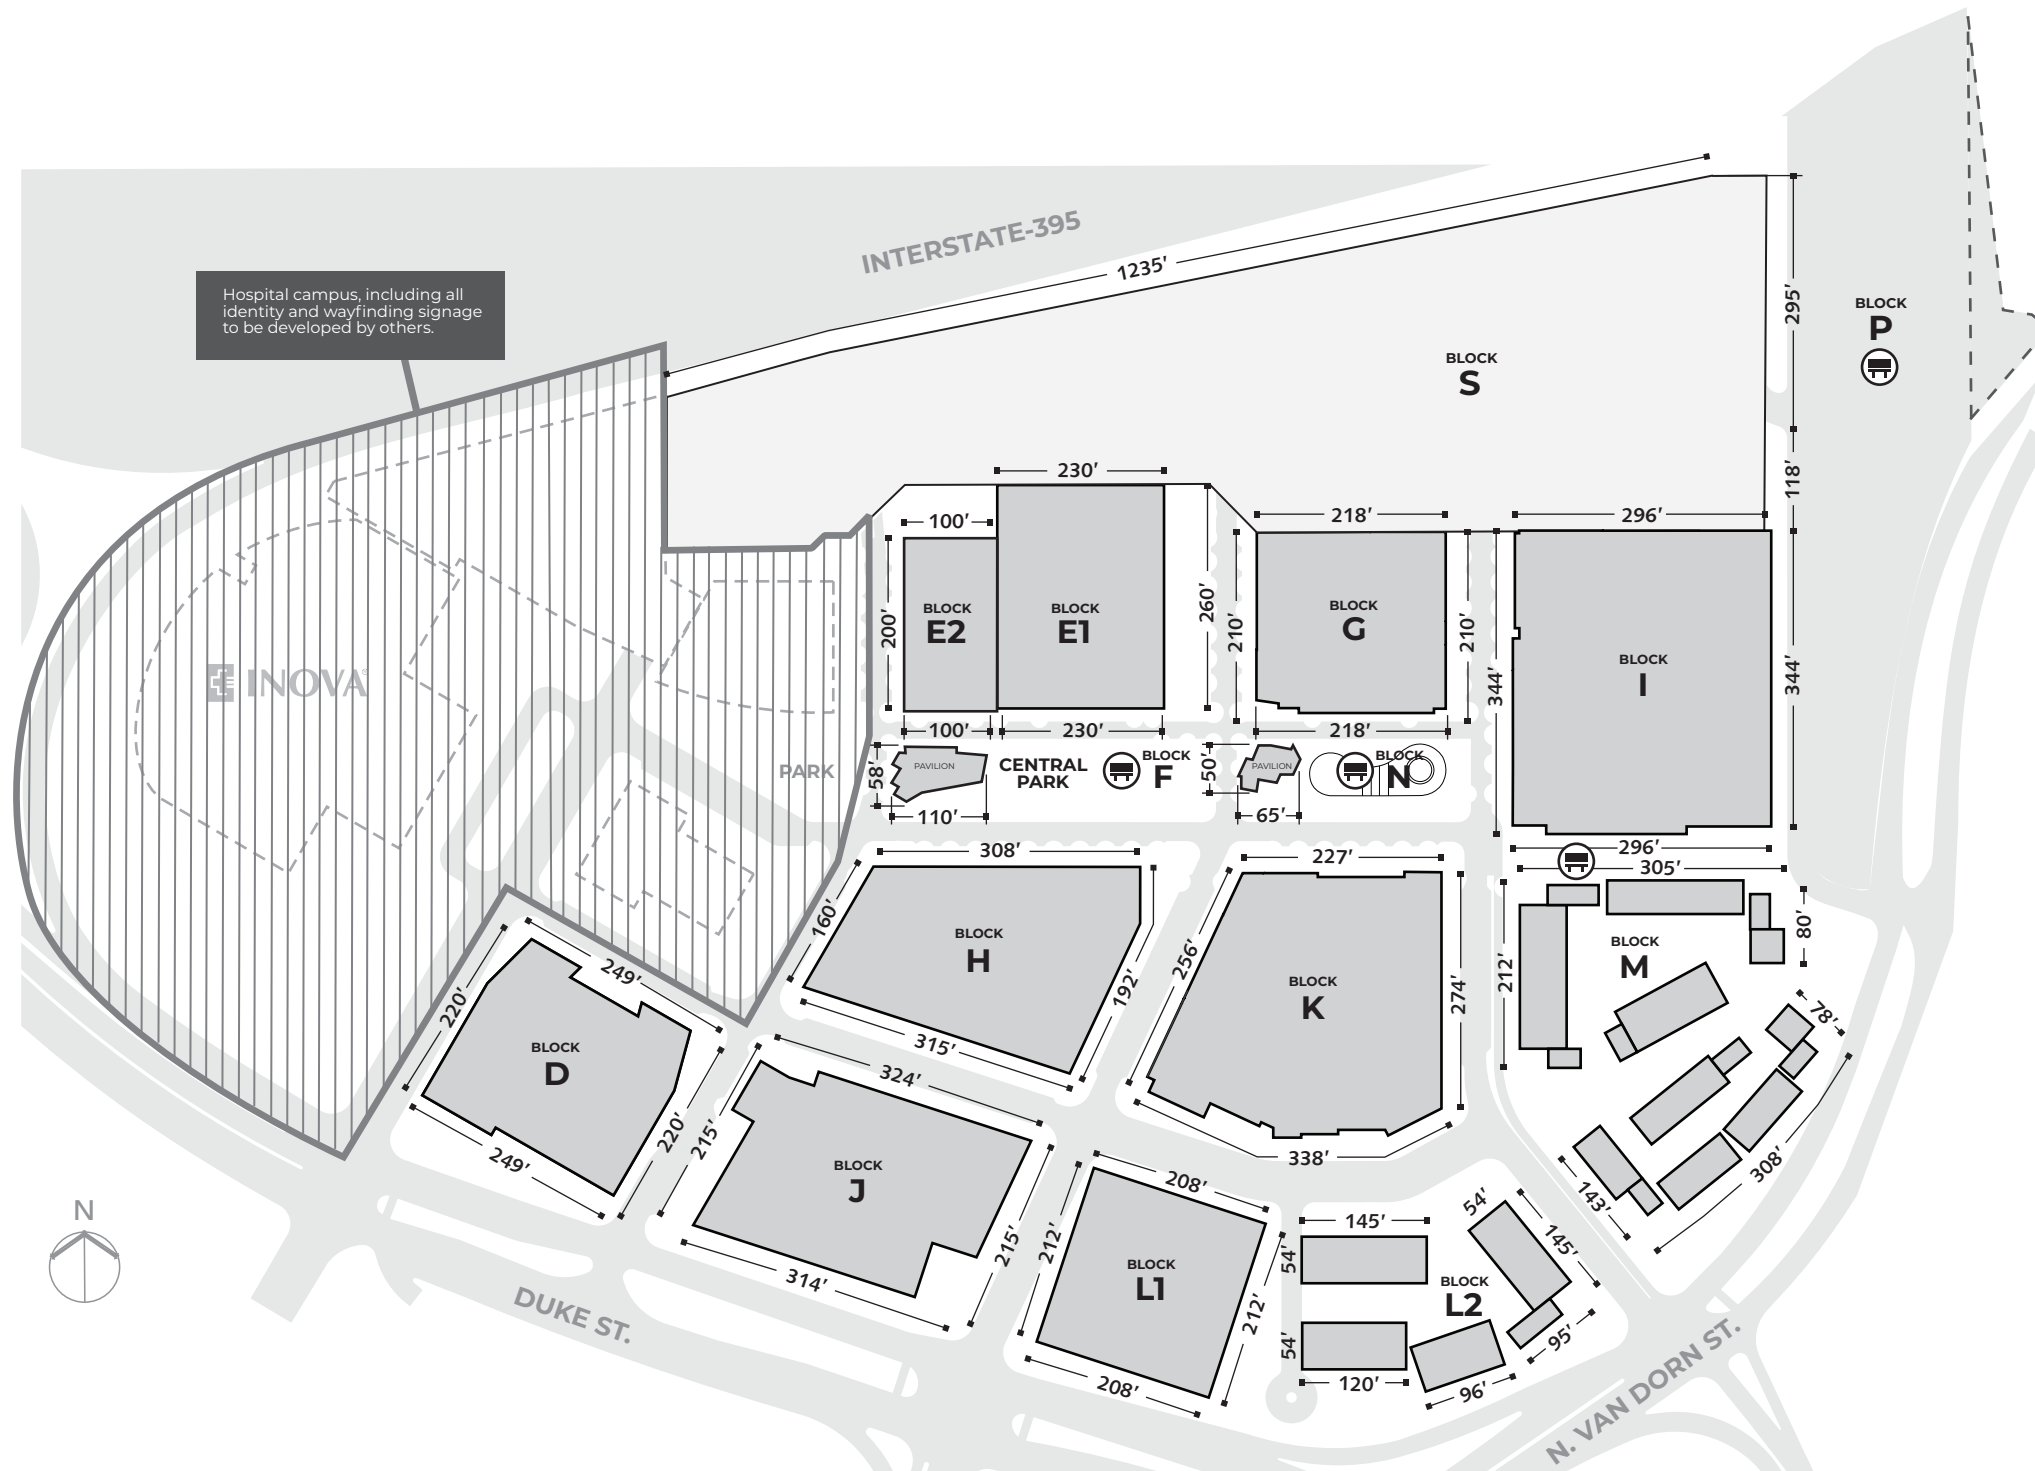 INTERSTATE-395
1235′
Hospital campus, including all
identity and wayfinding signage
to be developed by others.
295′
BLOCK
P
BLOCK
S
118′
230′
100′
218′
296′
200′
BLOCK
E2
BLOCK
E1
260′
210′
BLOCK
G
210′
344′
BLOCK
I
344′
INOVA
100′
230′
218′
PARK
58′
PAVILION
CENTRAL
PARK
BLOCK
F
50′
PAVILION
BLOCK
N
110′
65′
296′
305′
308′
227′
160′
BLOCK
H
192′
315′
256′
BLOCK
K
274′
338′
212′
BLOCK
M
80′
78′
308′
143′
249′
220′
BLOCK
D
220′
249′
324′
215′
BLOCK
J
215′
314′
208′
212′
BLOCK
L1
212′
208′
145′
54′
54′
145′
BLOCK
L2
54′
120′
96′
95′
N
DUKE ST.
N. VAN DORN ST.